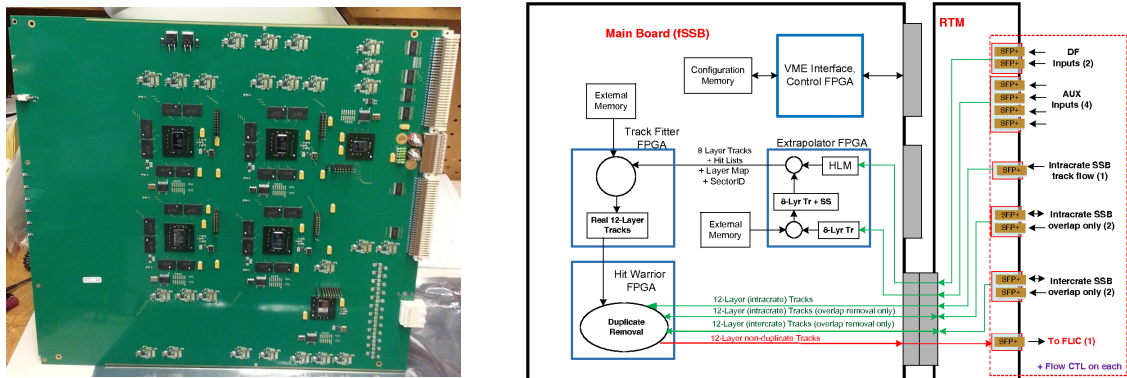 Main Board (fSSB)
RTM
Configuration
Memory
VME Interface,
Control FPGA
External
Memory
Track Fitter
FPGA
8 Layer Tracks
+ Hit Lists
+ Layer Map
+ SectorID
Extrapolator FPGA
HLM
8-Lyr Tr + SS
8-Lyr Tr
External
Memory
Real 12-Layer
Tracks
Hit Warrior
FPGA
Duplicate
Removal
12-Layer (intracrate) Tracks
12-Layer (intracrate) Tracks (overlap removal only)
12-Layer (intercrate) Tracks (overlap removal only)
12-Layer non-duplicate Tracks
SFP+
SFP+
DF
Inputs (2)
SFP+
SFP+
SFP+
SFP+
AUX
Inputs (4)
SFP+
Intracrate SSB
track flow (1)
SFP+
SFP+
Intracrate SSB
overlap only (2)
SFP+
SFP+
Intercrate SSB
overlap only (2)
SFP+
To FLIC (1)
+ Flow CTL on each